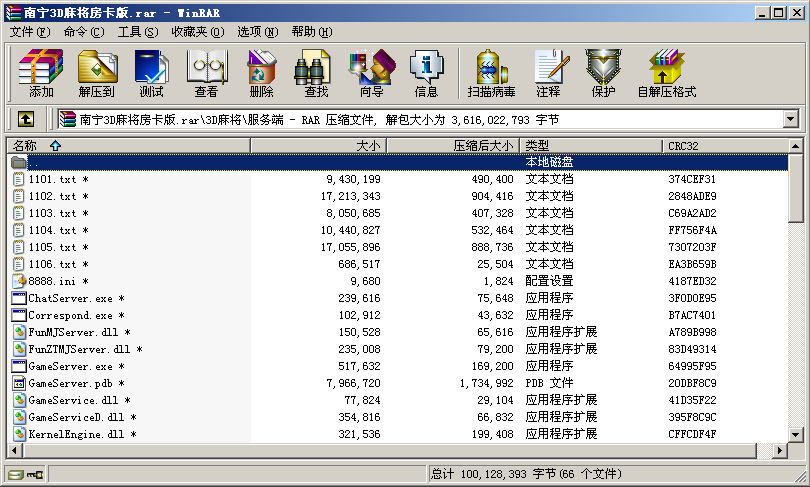 南宁3D麻将房卡版.rar - WinRAR
文件(F) 命令(C) 工具(S) 收藏夹(O) 选项(N) 帮助(H)
添加 解压到 测试 查看 删除 查找 向导 信息 扫描病毒 注释 保护 自解压格式
南宁3D麻将房卡版.rar\3D麻将\服务端 - RAR 压缩文件, 解包大小为 3,616,022,793 字节
名称 大小 压缩后大小 类型 CRC32
.. 本地磁盘
1101.txt * 9,430,199 490,400 文本文档 374CEF31
1102.txt * 17,213,343 904,416 文本文档 2848ADE9
1103.txt * 8,050,685 407,328 文本文档 C69A2AD2
1104.txt * 10,440,827 532,464 文本文档 FF756F4A
1105.txt * 17,055,896 888,736 文本文档 7307203F
1106.txt * 686,517 25,504 文本文档 EA3B659B
8888.ini * 9,680 1,824 配置设置 4187ED32
ChatServer.exe * 239,616 75,648 应用程序 3F0D0E95
Correspond.exe * 102,912 43,632 应用程序 B7AC7401
FunMJServer.dll * 150,528 65,616 应用程序扩展 A789B998
FunZTMJServer.dll * 235,008 79,200 应用程序扩展 83D49314
GameServer.exe * 517,632 169,200 应用程序 64995F95
GameServer.pdb * 7,966,720 1,734,992 PDB 文件 20DBF8C9
GameService.dll * 77,824 29,104 应用程序扩展 41D35F22
GameServiceD.dll * 354,816 66,832 应用程序扩展 395F8C9C
KernelEngine.dll * 321,536 199,408 应用程序扩展 CFFCDF4F
总计 100,128,393 字节(66 个文件)